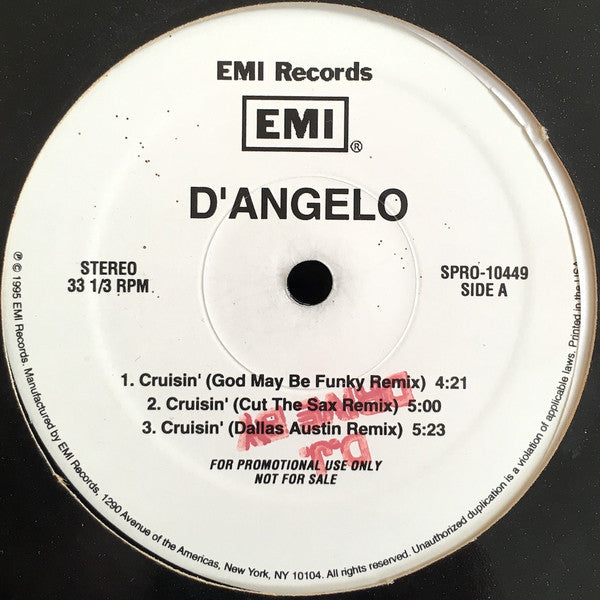 EMI Records
EMI®
D'ANGELO
STEREO
33 1/3 RPM
SPRO-10449
SIDE A
1. Cruisin' (God May Be Funky Remix) 4:21
2. Cruisin' (Cut The Sax Remix) 5:00
3. Cruisin' (Dallas Austin Remix) 5:23
D.J.
DRIVE BY
FOR PROMOTIONAL USE ONLY
NOT FOR SALE
℗ © 1995 EMI Records. Manufactured by EMI Records, 1290 Avenue of the Americas, New York, NY 10104. All rights reserved. Unauthorized duplication is a violation of applicable laws. Printed in the USA.